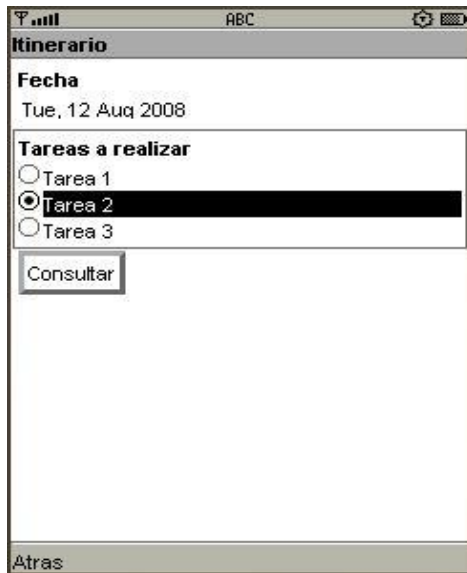 ABC
Itinerario
Fecha
Tue, 12 Aug 2008
Tareas a realizar
Tarea 1
Tarea 2
Tarea 3
Consultar
Atras